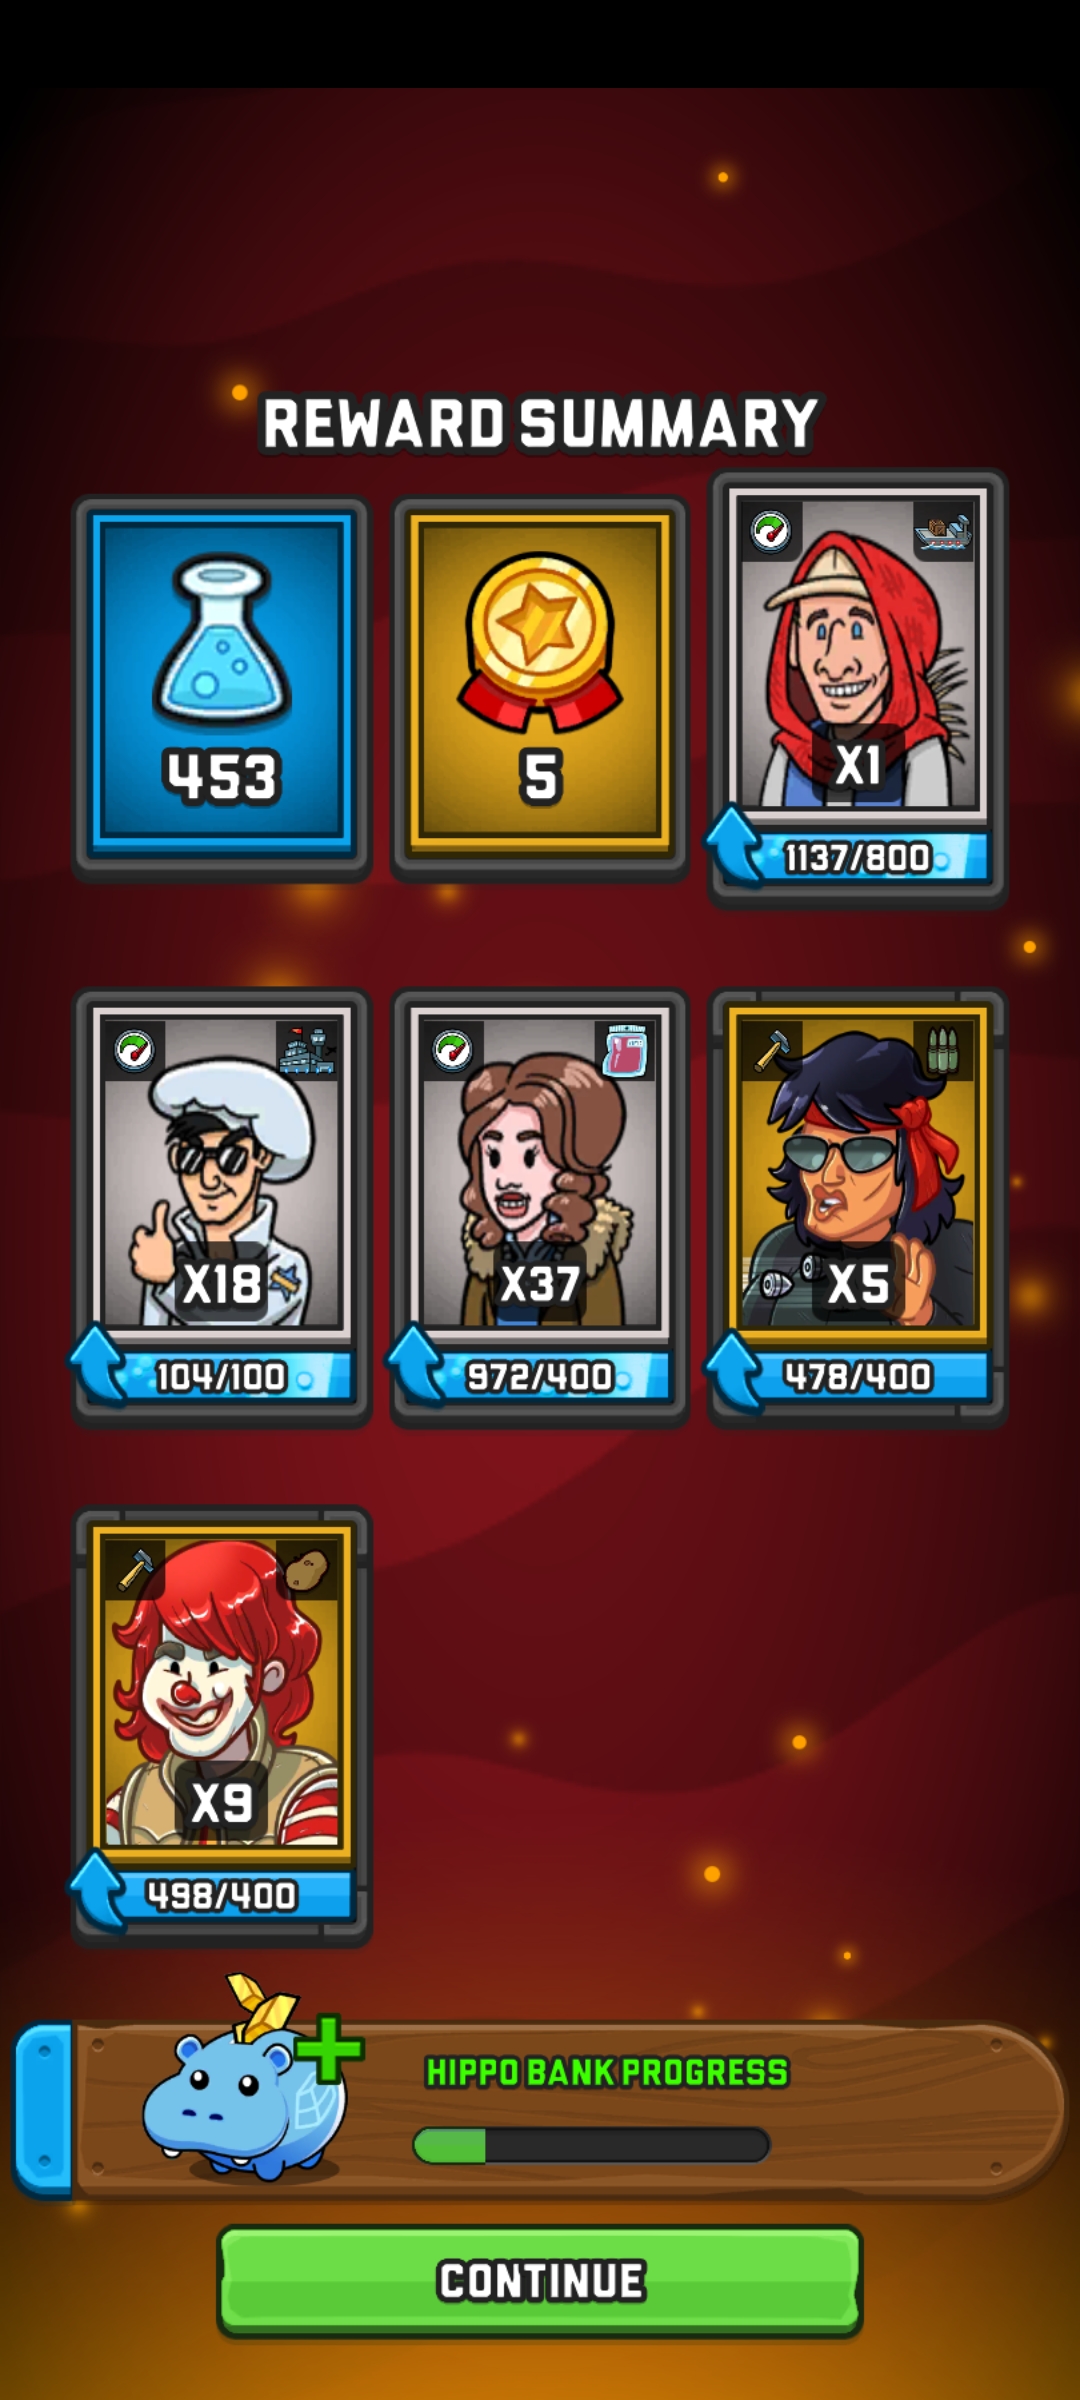 REWARD SUMMARY
453
5
X1
1137/800
X18
104/100
X37
972/400
X5
478/400
X9
498/400
HIPPO BANK PROGRESS
CONTINUE